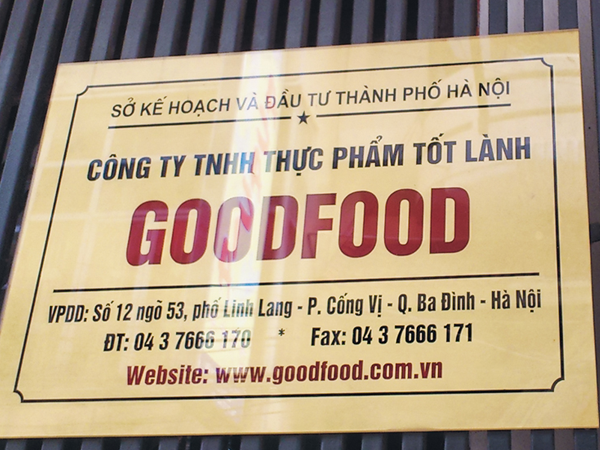 SỞ KẾ HOẠCH VÀ ĐẦU TƯ THÀNH PHỐ HÀ NỘI
CÔNG TY TNHH THỰC PHẨM TỐT LÀNH
GOODFOOD
VPDD: Số 12 ngõ 53, phố Linh Lang - P. Cống Vị - Q. Ba Đình - Hà Nội
ĐT: 04 3 7666 170 * Fax: 04 3 7666 171
Website: www.goodfood.com.vn